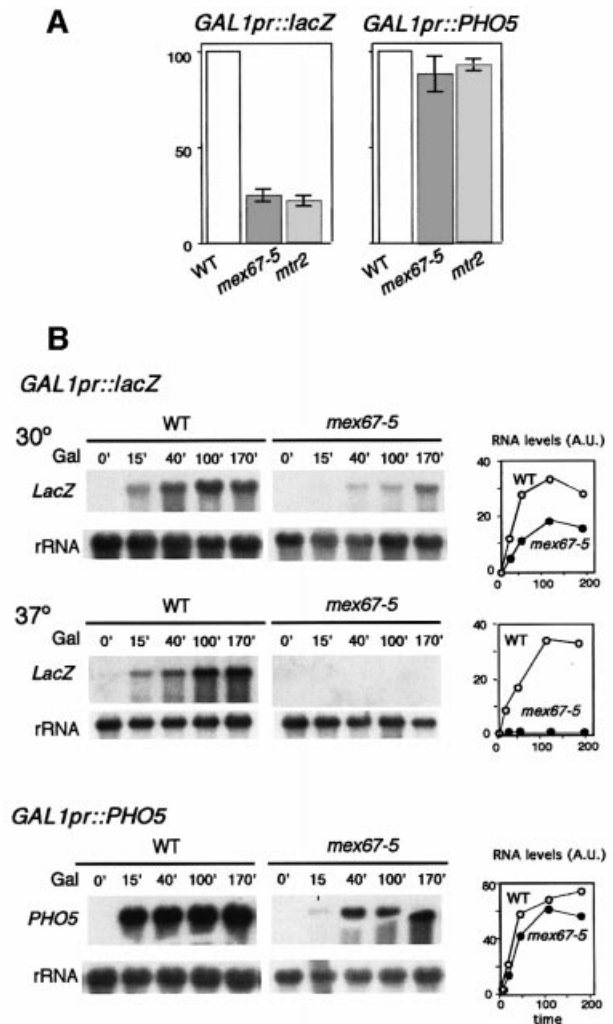 A
GAL1pr::lacZ
GAL1pr::PHO5
100
50
0
WT
mex67-5
mtr2
WT
mex67-5
mtr2
B
GAL1pr::lacZ
30º
WT
mex67-5
Gal 0' 15' 40' 100' 170' 0' 15' 40' 100' 170'
LacZ
rRNA
RNA levels (A.U.)
40
20
0
WT
mex67-5
0 100 200
37º
WT
mex67-5
Gal 0' 15' 40' 100' 170' 0' 15' 40' 100' 170'
LacZ
rRNA
40
20
0
WT
mex67-5
0 100 200
GAL1pr::PHO5
WT
mex67-5
Gal 0' 15' 40' 100' 170' 0' 15' 40' 100' 170'
PHO5
rRNA
RNA levels (A.U.)
80
40
0
WT
mex67-5
0 100 200
time